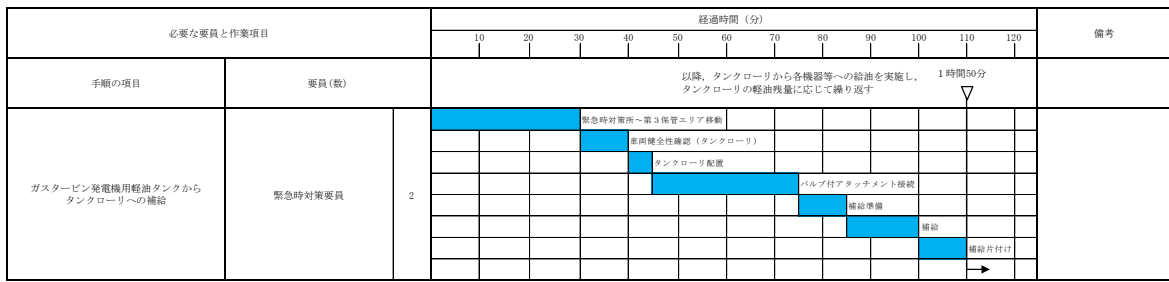 必要な要員と作業項目
経過時間（分）
備考
10 20 30 40 50 60 70 80 90 100 110 120
手順の項目
要員(数)
以降，タンクローリから各機器等への給油を実施し，
タンクローリの軽油残量に応じて繰り返す
1時間50分
ガスタービン発電機用軽油タンクから
タンクローリへの補給
緊急時対策要員
2
緊急時対策所～第３保管エリア移動
車両健全性確認（タンクローリ）
タンクローリ配置
バルブ付アタッチメント接続
補給準備
補給
補給片付け